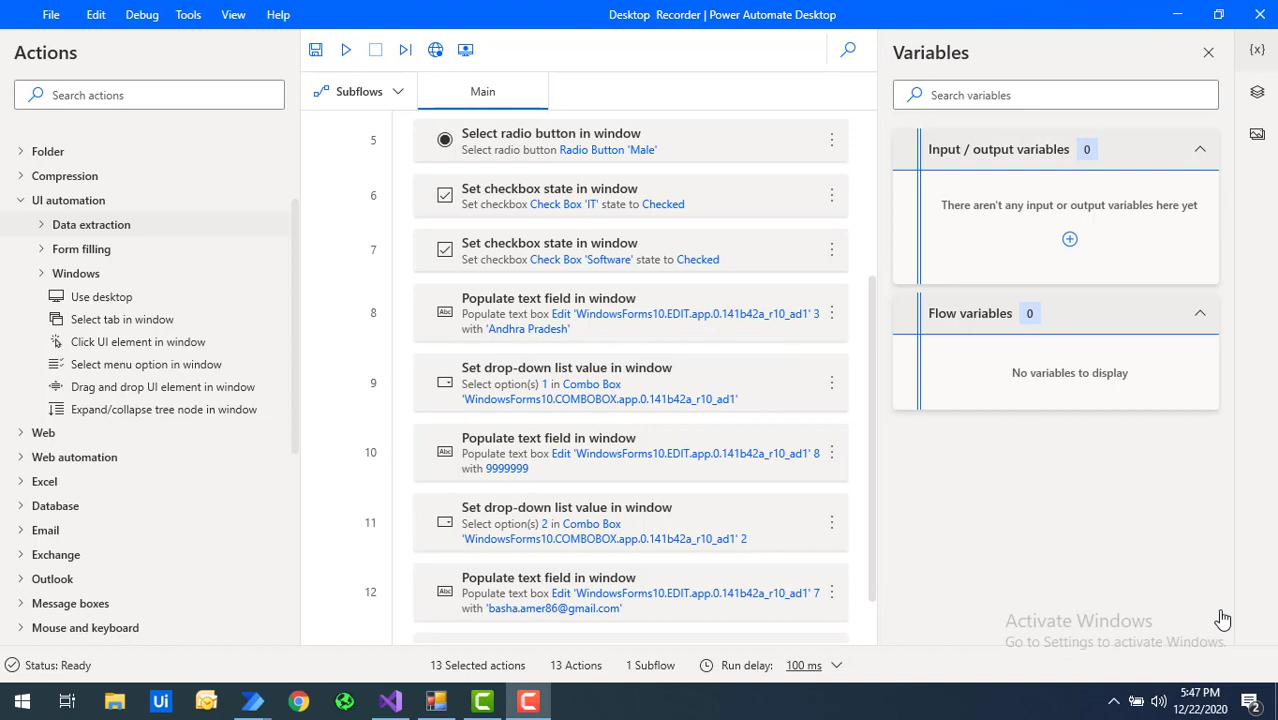 File Edit Debug Tools View Help Desktop Recorder | Power Automate Desktop
Actions
Search actions
Folder
Compression
UI automation
Data extraction
Form filling
Windows
Use desktop
Select tab in window
Click UI element in window
Select menu option in window
Drag and drop UI element in window
Expand/collapse tree node in window
Web
Web automation
Excel
Database
Email
Exchange
Outlook
Message boxes
Mouse and keyboard
Subflows Main
5 Select radio button in window
Select radio button Radio Button 'Male'
6 Set checkbox state in window
Set checkbox Check Box 'IT' state to Checked
7 Set checkbox state in window
Set checkbox Check Box 'Software' state to Checked
8 Populate text field in window
Abc Populate text box Edit 'WindowsForms10.EDIT.app.0.141b42a_r10_ad1' 3
with 'Andhra Pradesh'
9 Set drop-down list value in window
Select option(s) 1 in Combo Box
'WindowsForms10.COMBOBOX.app.0.141b42a_r10_ad1'
10 Populate text field in window
Abc Populate text box Edit 'WindowsForms10.EDIT.app.0.141b42a_r10_ad1' 8
with 9999999
11 Set drop-down list value in window
Select option(s) 2 in Combo Box
'WindowsForms10.COMBOBOX.app.0.141b42a_r10_ad1' 2
12 Populate text field in window
Abc Populate text box Edit 'WindowsForms10.EDIT.app.0.141b42a_r10_ad1' 7
with 'basha.amer86@gmail.com'
Variables
{x}
Search variables
Input / output variables 0
There aren't any input or output variables here yet
Flow variables 0
No variables to display
Activate Windows
Go to Settings to activate Windows.
Status: Ready 13 Selected actions 13 Actions 1 Subflow Run delay: 100 ms
Ui
5:47 PM
12/22/2020
2